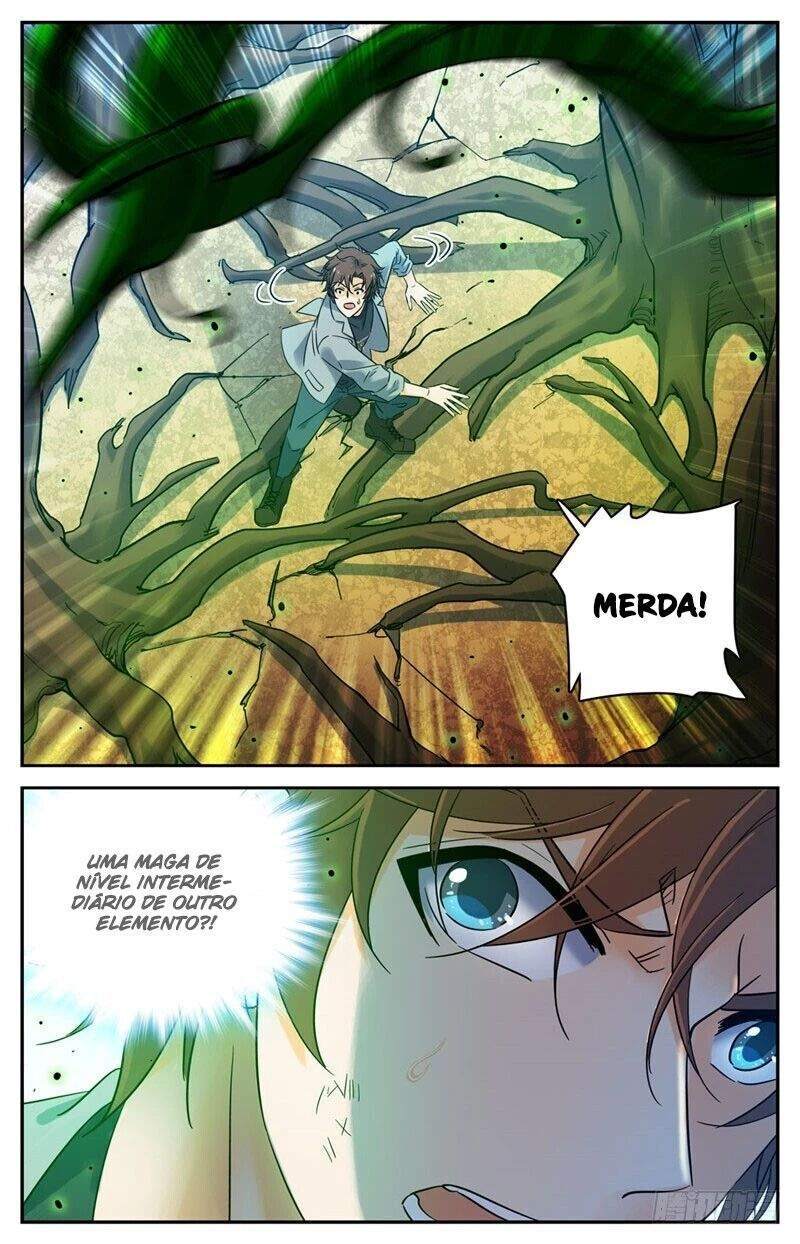 MERDA!
UMA MAGA DE
NÍVEL INTERME-
DIÁRIO DE OUTRO
ELEMENTO?!